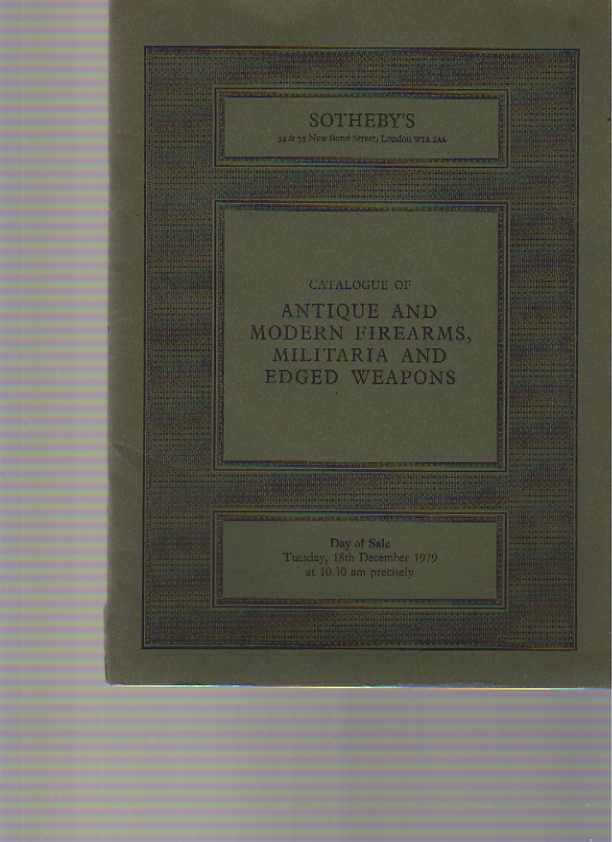 SOTHEBY'S
34 & 35 New Bond Street, London W1A 2AA
CATALOGUE OF
ANTIQUE AND
MODERN FIREARMS,
MILITARIA AND
EDGED WEAPONS
Day of Sale
Tuesday, 18th December 1979
at 10.30 am precisely